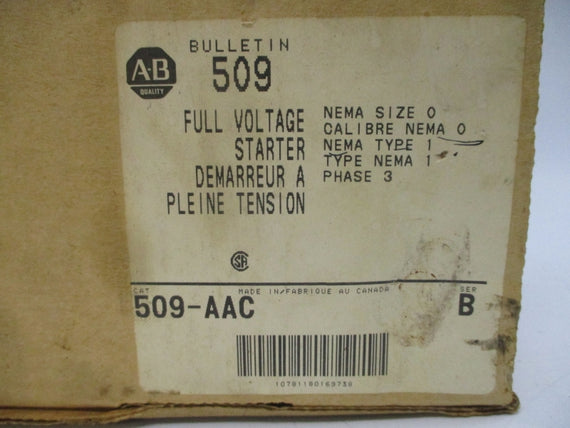 A-B
QUALITY
BULLETIN
509
FULL VOLTAGE
STARTER
DEMARREUR A
PLEINE TENSION
NEMA SIZE 0
CALIBRE NEMA 0
NEMA TYPE 1
TYPE NEMA 1
PHASE 3
CSA
CAT
MADE IN/FABRIQUE AU CANADA
SER
509-AAC
B